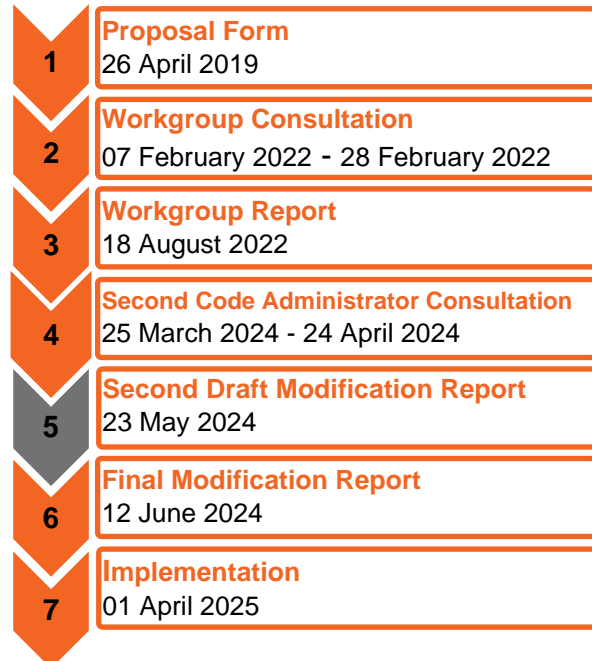 1
Proposal Form
26 April 2019
2
Workgroup Consultation
07 February 2022 - 28 February 2022
3
Workgroup Report
18 August 2022
4
Second Code Administrator Consultation
25 March 2024 - 24 April 2024
5
Second Draft Modification Report
23 May 2024
6
Final Modification Report
12 June 2024
7
Implementation
01 April 2025